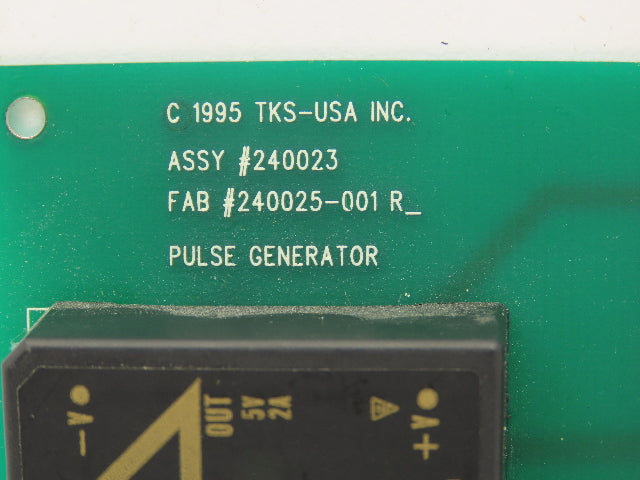 C 1995 TKS-USA INC.
ASSY #240023
FAB #240025-001 R_
PULSE GENERATOR
-V
OUT
5V
2A
+V